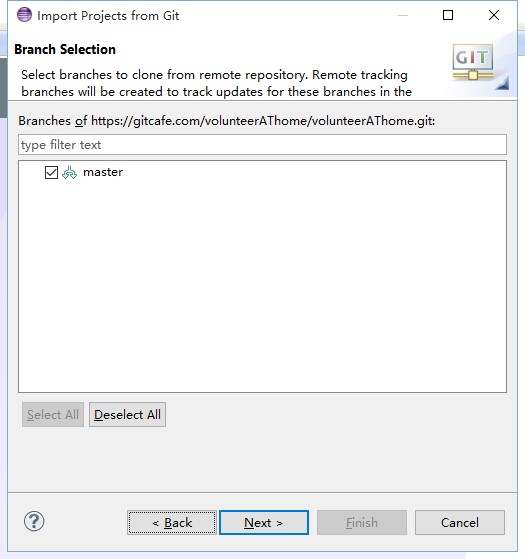 Import Projects from Git
Branch Selection
GIT
Select branches to clone from remote repository. Remote tracking
branches will be created to track updates for these branches in the
Branches of https://gitcafe.com/volunteerAThome/volunteerAThome.git:
type filter text
master
Select All
Deselect All
?
< Back
Next >
Finish
Cancel